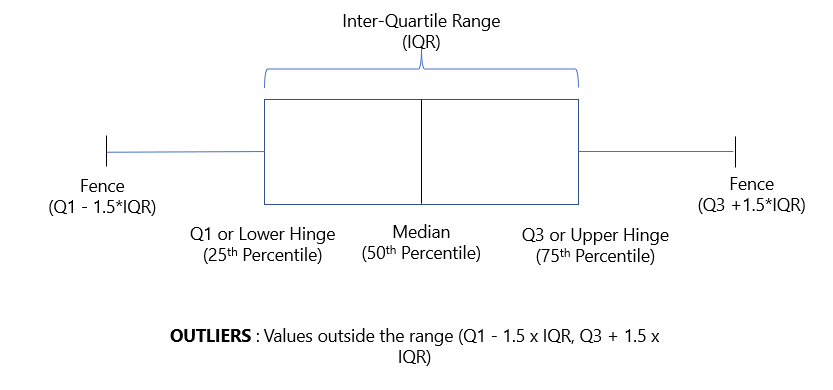 Inter-Quartile Range
(IQR)
Fence
(Q1 - 1.5*IQR)
Fence
(Q3 +1.5*IQR)
Q1 or Lower Hinge
(25th Percentile)
Median
(50th Percentile)
Q3 or Upper Hinge
(75th Percentile)
OUTLIERS : Values outside the range (Q1 - 1.5 x IQR, Q3 + 1.5 x
IQR)